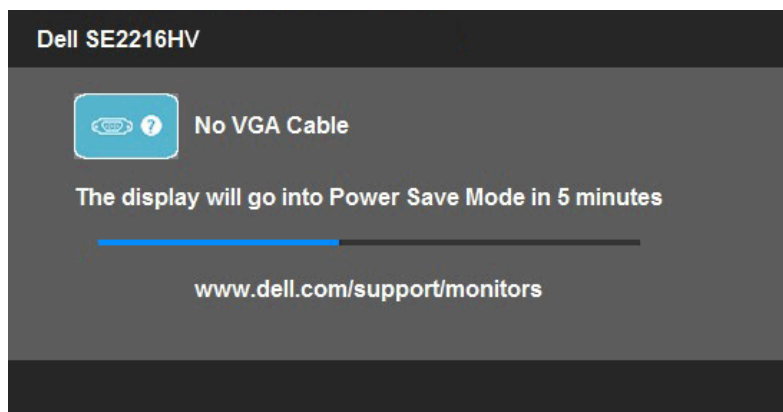 Dell SE2216HV
? No VGA Cable
The display will go into Power Save Mode in 5 minutes
www.dell.com/support/monitors